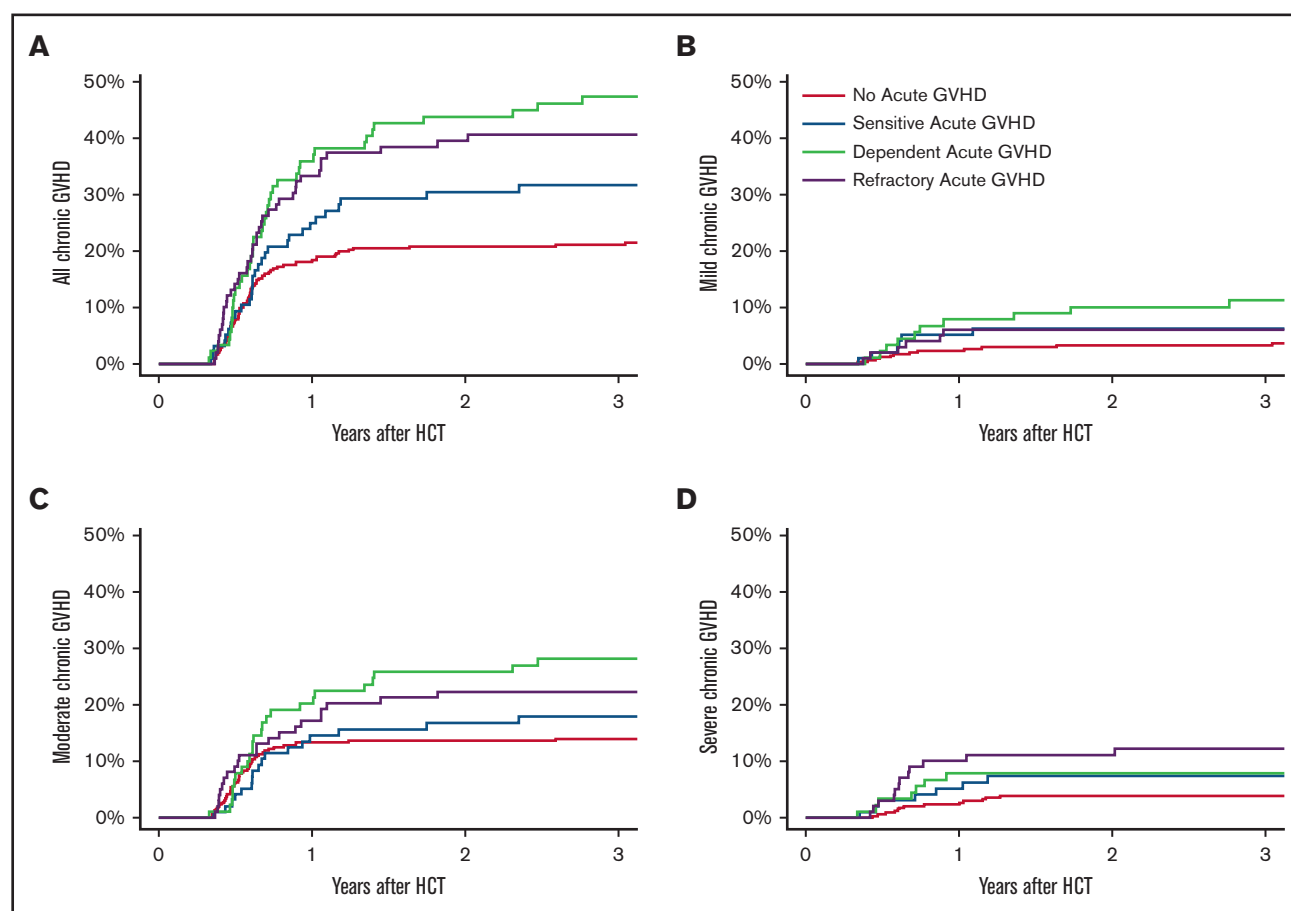 A
50%
40%
30%
20%
10%
0%
All chronic GVHD
0 1 2 3
Years after HCT
B
50%
40%
30%
20%
10%
0%
Mild chronic GVHD
No Acute GVHD
Sensitive Acute GVHD
Dependent Acute GVHD
Refractory Acute GVHD
0 1 2 3
Years after HCT
C
50%
40%
30%
20%
10%
0%
Moderate chronic GVHD
0 1 2 3
Years after HCT
D
50%
40%
30%
20%
10%
0%
Severe chronic GVHD
0 1 2 3
Years after HCT